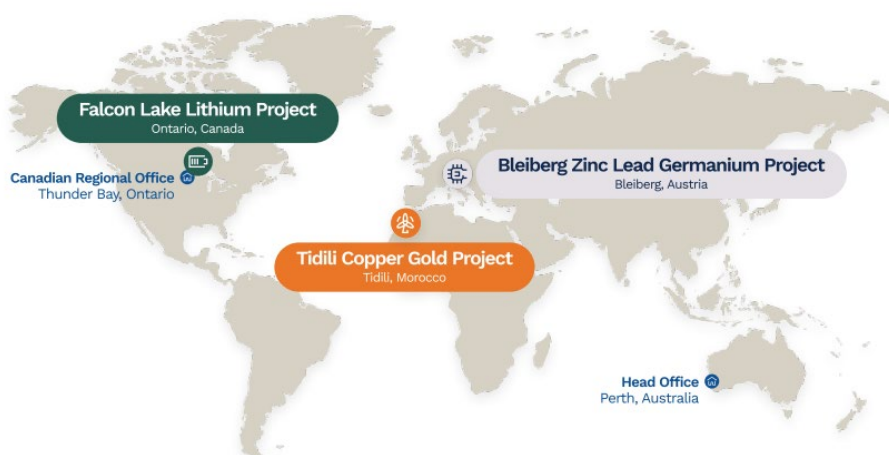 Falcon Lake Lithium Project
Ontario, Canada
Canadian Regional Office
Thunder Bay, Ontario
Bleiberg Zinc Lead Germanium Project
Bleiberg, Austria
Tidili Copper Gold Project
Tidili, Morocco
Head Office
Perth, Australia